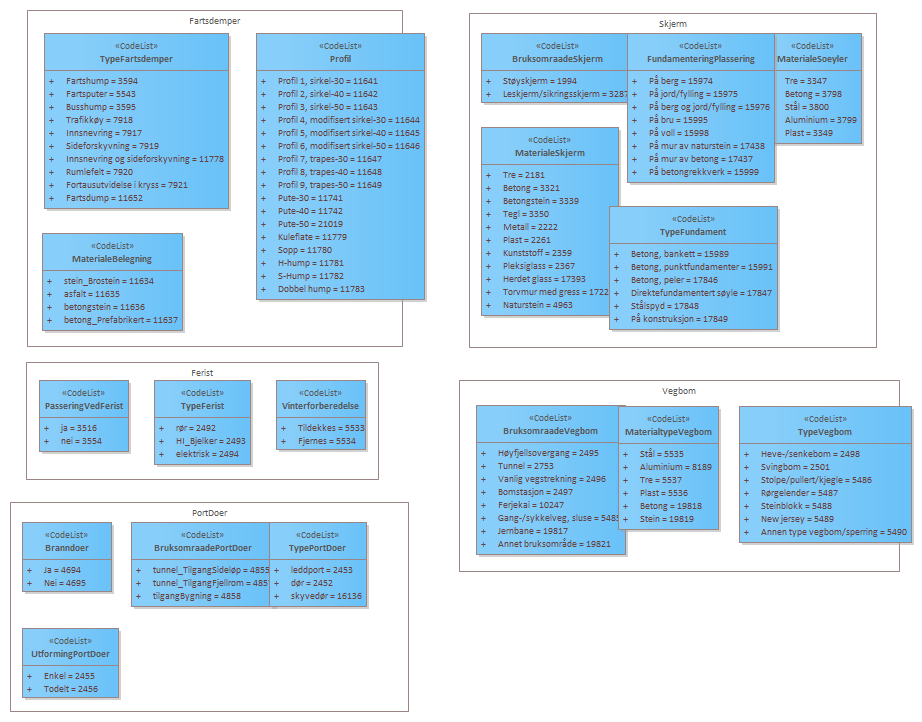 Fartsdemper
«CodeList»
TypeFartsdemper
+ Fartshump = 3594
+ Fartsputer = 5543
+ Busshump = 3595
+ Trafikkøy = 7918
+ Innsnevring = 7917
+ Sideforskyvning = 7919
+ Innsnevring og sideforskyvning = 11778
+ Rumlefelt = 7920
+ Fortausutvidelse i kryss = 7921
+ Fartsdump = 11652
«CodeList»
Profil
+ Profil 1, sirkel-30 = 11641
+ Profil 2, sirkel-40 = 11642
+ Profil 3, sirkel-50 = 11643
+ Profil 4, modifisert sirkel-30 = 11644
+ Profil 5, modifisert sirkel-40 = 11645
+ Profil 6, modifisert sirkel-50 = 11646
+ Profil 7, trapes-30 = 11647
+ Profil 8, trapes-40 = 11648
+ Profil 9, trapes-50 = 11649
+ Pute-30 = 11741
+ Pute-40 = 11742
+ Pute-50 = 21019
+ Kuleflate = 11779
+ Sopp = 11780
+ H-hump = 11781
+ S-Hump = 11782
+ Dobbel hump = 11783
«CodeList»
MaterialeBelegning
+ stein_Brostein = 11634
+ asfalt = 11635
+ betongstein = 11636
+ betong_Prefabrikert = 11637
Skjerm
«CodeList»
BruksomraadeSkjerm
+ Støyskjerm = 1994
+ Leskjerm/sikringsskjerm = 3287
«CodeList»
FundamenteringPlassering
+ På berg = 15974
+ På jord/fylling = 15975
+ På berg og jord/fylling = 15976
+ På bru = 15995
+ På voll = 15998
+ På mur av naturstein = 17438
+ På mur av betong = 17437
+ På betongrekkverk = 15999
«CodeList»
MaterialeSoeyler
Tre = 3347
Betong = 3798
Stål = 3800
Aluminium = 3799
Plast = 3349
«CodeList»
MaterialeSkjerm
+ Tre = 2181
+ Betong = 3321
+ Betongstein = 3339
+ Tegl = 3350
+ Metall = 2222
+ Plast = 2261
+ Kunststoff = 2359
+ Pleksiglass = 2367
+ Herdet glass = 17393
+ Torvmur med gress = 1722
+ Naturstein = 4963
«CodeList»
TypeFundament
+ Betong, bankett = 15989
+ Betong, punktfundamenter = 15991
+ Betong, peler = 17846
+ Direktefundamentert søyle = 17847
+ Stålspyd = 17848
+ På konstruksjon = 17849
Ferist
«CodeList»
PasseringVedFerist
+ ja = 3516
+ nei = 3554
«CodeList»
TypeFerist
+ rør = 2492
+ HI_Bjelker = 2493
+ elektrisk = 2494
«CodeList»
Vinterforberedelse
+ Tildekkes = 5533
+ Fjernes = 5534
Vegbom
«CodeList»
BruksomraadeVegbom
+ Høyfjellsovergang = 2495
+ Tunnel = 2753
+ Vanlig vegstrekning = 2496
+ Bomstasjon = 2497
+ Ferjekai = 10247
+ Gang-/sykkelveg, sluse = 5485
+ Jernbane = 19817
+ Annet bruksområde = 19821
«CodeList»
MaterialtypeVegbom
+ Stål = 5535
+ Aluminium = 8189
+ Tre = 5537
+ Plast = 5536
+ Betong = 19818
+ Stein = 19819
«CodeList»
TypeVegbom
+ Heve-/senkebom = 2498
+ Svingbom = 2501
+ Stolpe/pullert/kjegle = 5486
+ Rørgelender = 5487
+ Steinblokk = 5488
+ New jersey = 5489
+ Annen type vegbom/sperring = 5490
PortDoer
«CodeList»
Branndoer
+ Ja = 4694
+ Nei = 4695
«CodeList»
BruksomraadePortDoer
+ tunnel_TilgangSideløp = 4855
+ tunnel_TilgangFjellrom = 4857
+ tilgangBygning = 4858
«CodeList»
TypePortDoer
+ leddport = 2453
+ dør = 2452
+ skyvedør = 16136
«CodeList»
UtformingPortDoer
+ Enkel = 2455
+ Todelt = 2456